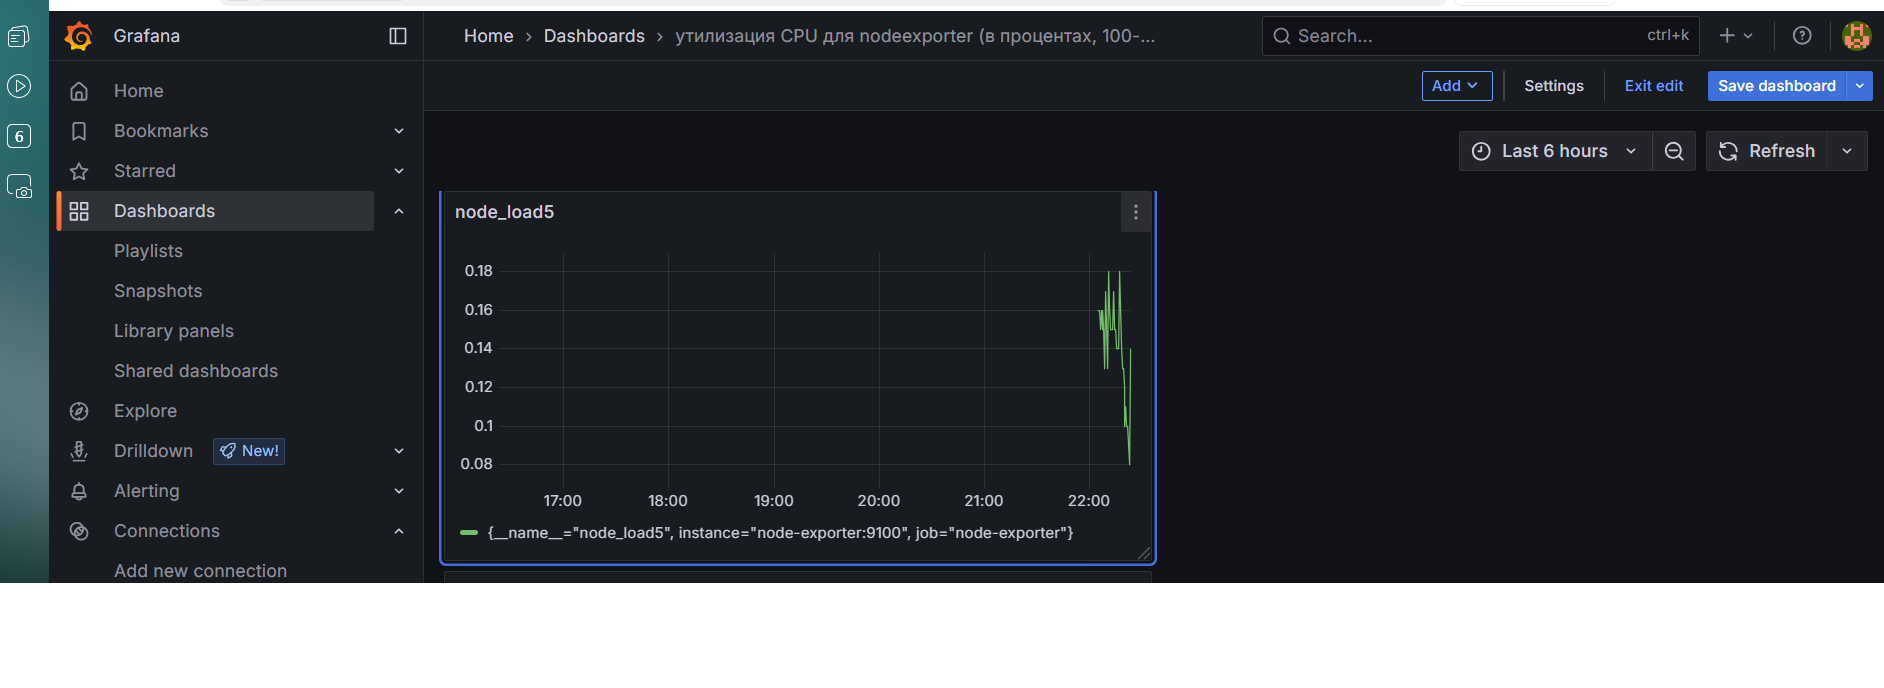 Grafana
Home › Dashboards › утилизация CPU для nodeexporter (в процентах, 100-...
Search...
ctrl+k
Add
Settings
Exit edit
Save dashboard
6
Home
Bookmarks
Starred
Dashboards
Playlists
Snapshots
Library panels
Shared dashboards
Explore
Drilldown
New!
Alerting
Connections
Add new connection
Last 6 hours
Refresh
node_load5
0.18
0.16
0.14
0.12
0.1
0.08
17:00 18:00 19:00 20:00 21:00 22:00
{__name__="node_load5", instance="node-exporter:9100", job="node-exporter"}